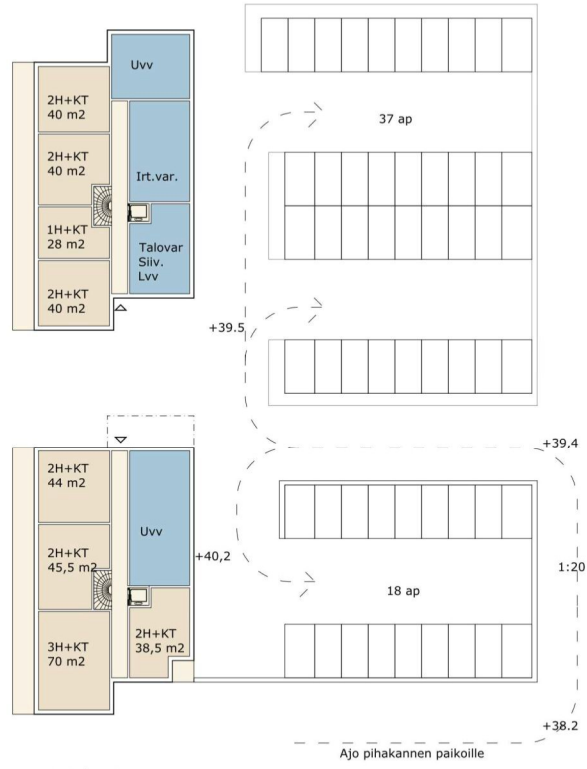 Uvv
2H+KT
40 m2
37 ap
2H+KT
40 m2
Irt.var.
1H+KT
28 m2
Talovar
Siiv.
Lvv
2H+KT
40 m2
+39.5
+39.4
2H+KT
44 m2
Uvv
2H+KT
45,5 m2
+40,2
1:20
18 ap
2H+KT
38,5 m2
3H+KT
70 m2
+38.2
Ajo pihakannen paikoille